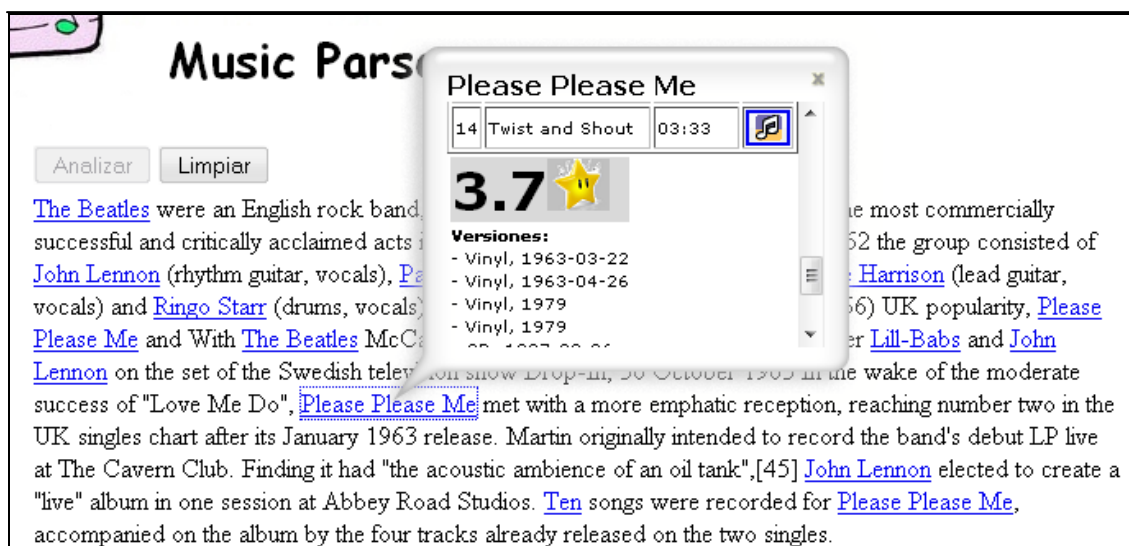 Music Pars
Please Please Me
14 Twist and Shout 03:33
3.7
Versiones:
- Vinyl, 1963-03-22
- Vinyl, 1963-04-26
- Vinyl, 1979
- Vinyl, 1979
Analizar Limpiar
The Beatles were an English rock band, most commercially
successful and critically acclaimed acts the group consisted of
John Lennon (rhythm guitar, vocals), Harrison (lead guitar,
vocals) and Ringo Starr (drums, vocals) UK popularity, Please
Please Me and With The Beatles Lill-Babs and John
Lennon on the set of the Swedish television show Drop-In, 30 October 1963 in the wake of the moderate
success of "Love Me Do", Please Please Me met with a more emphatic reception, reaching number two in the
UK singles chart after its January 1963 release. Martin originally intended to record the band's debut LP live
at The Cavern Club. Finding it had "the acoustic ambience of an oil tank",[45] John Lennon elected to create a
"live" album in one session at Abbey Road Studios. Ten songs were recorded for Please Please Me,
accompanied on the album by the four tracks already released on the two singles.